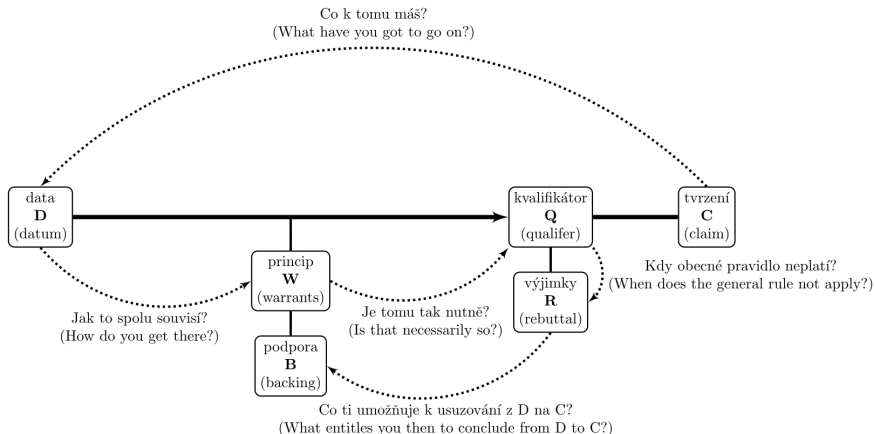 Co k tomu máš?
(What have you got to go on?)
data
D
(datum)
kvalifikátor
Q
(qualifer)
tvrzení
C
(claim)
princip
W
(warrants)
výjimky
R
(rebuttal)
Kdy obecné pravidlo neplatí?
(When does the general rule not apply?)
Jak to spolu souvisí?
(How do you get there?)
Je tomu tak nutně?
(Is that necessarily so?)
podpora
B
(backing)
Co ti umožňuje k usuzování z D na C?
(What entitles you then to conclude from D to C?)